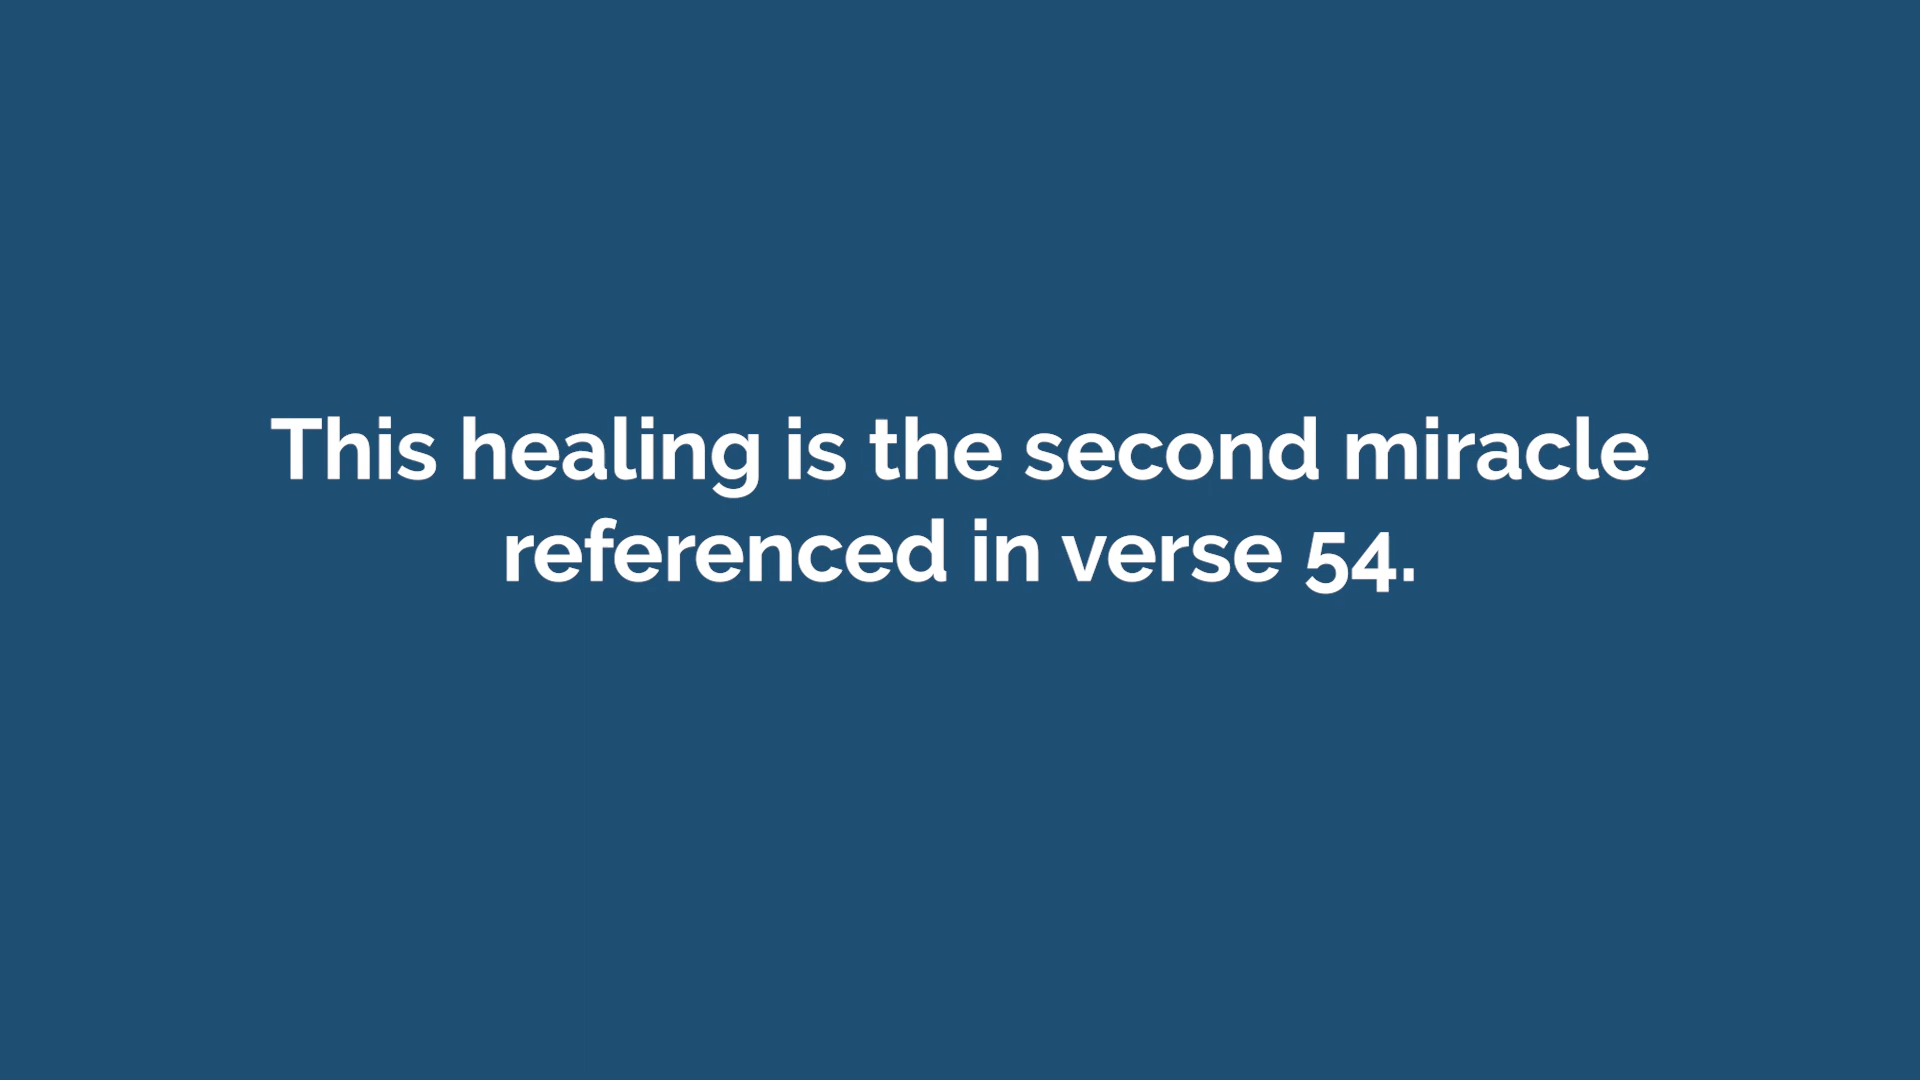 This healing is the second miracle
referenced in verse 54.